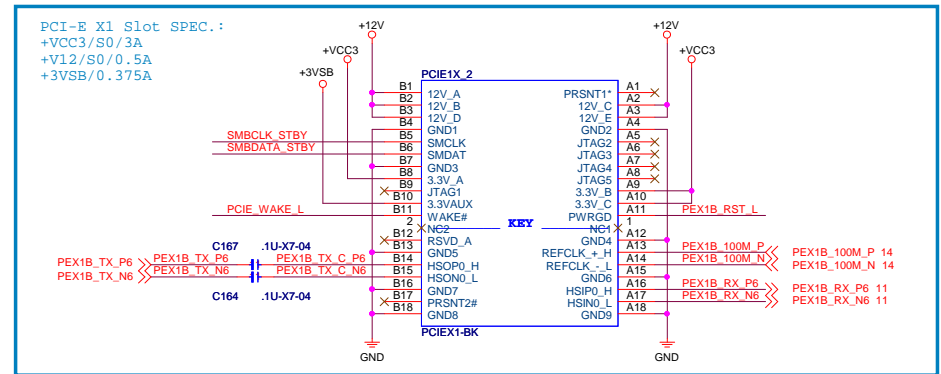 PCI-E X1 Slot SPEC.:
+VCC3/S0/3A
+V12/S0/0.5A
+3VSB/0.375A
+12V
+VCC3
+3VSB
+12V
+VCC3
PCIE1X_2
B1 12V_A PRSNT1* A1
B2 12V_B 12V_C A2
B3 12V_D 12V_E A3
B4 GND1 GND2 A4
SMBCLK_STBY B5 SMCLK JTAG2 A5
SMBDATA_STBY B6 SMDAT JTAG3 A6
B7 GND3 JTAG4 A7
B8 3.3V_A JTAG5 A8
B9 JTAG1 3.3V_B A9
B10 3.3VAUX 3.3V_C A10
PCIE_WAKE_L B11 WAKE# PWRGD A11 PEX1B_RST_L
2 NC2 KEY NC1 1
B12 RSVD_A GND4 A12
B13 GND5 REFCLK_+_H A13 PEX1B_100M_P PEX1B_100M_P 14
C167 .1U-X7-04
PEX1B_TX_P6 PEX1B_TX_P6 PEX1B_TX_C_P6 B14 HSOP0_H REFCLK_-_L A14 PEX1B_100M_N PEX1B_100M_N 14
PEX1B_TX_N6 PEX1B_TX_N6 PEX1B_TX_C_N6 B15 HSON0_L GND6 A15
C164 .1U-X7-04
B16 GND7 HSIP0_H A16 PEX1B_RX_P6 PEX1B_RX_P6 11
B17 PRSNT2# HSIN0_L A17 PEX1B_RX_N6 PEX1B_RX_N6 11
B18 GND8 GND9 A18
PCIEX1-BK
GND
GND